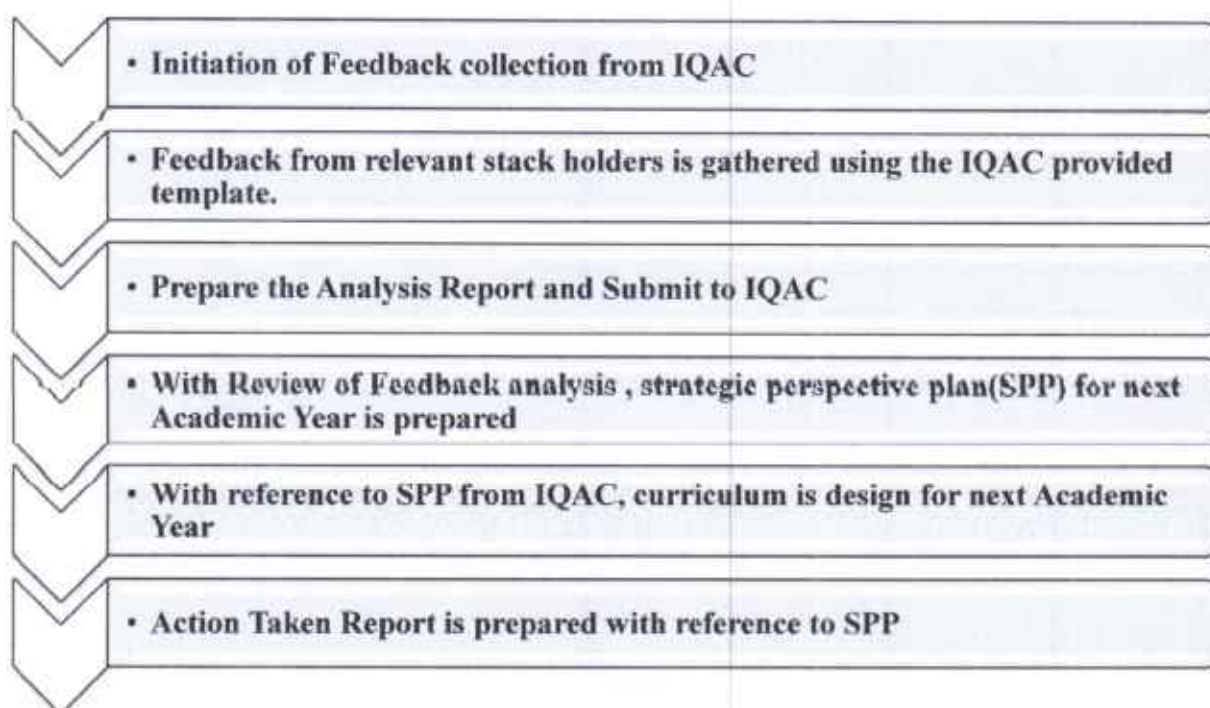 • Initiation of Feedback collection from IQAC
• Feedback from relevant stack holders is gathered using the IQAC provided
template.
• Prepare the Analysis Report and Submit to IQAC
• With Review of Feedback analysis , strategic perspective plan(SPP) for next
Academic Year is prepared
• With reference to SPP from IQAC, curriculum is design for next Academic
Year
• Action Taken Report is prepared with reference to SPP